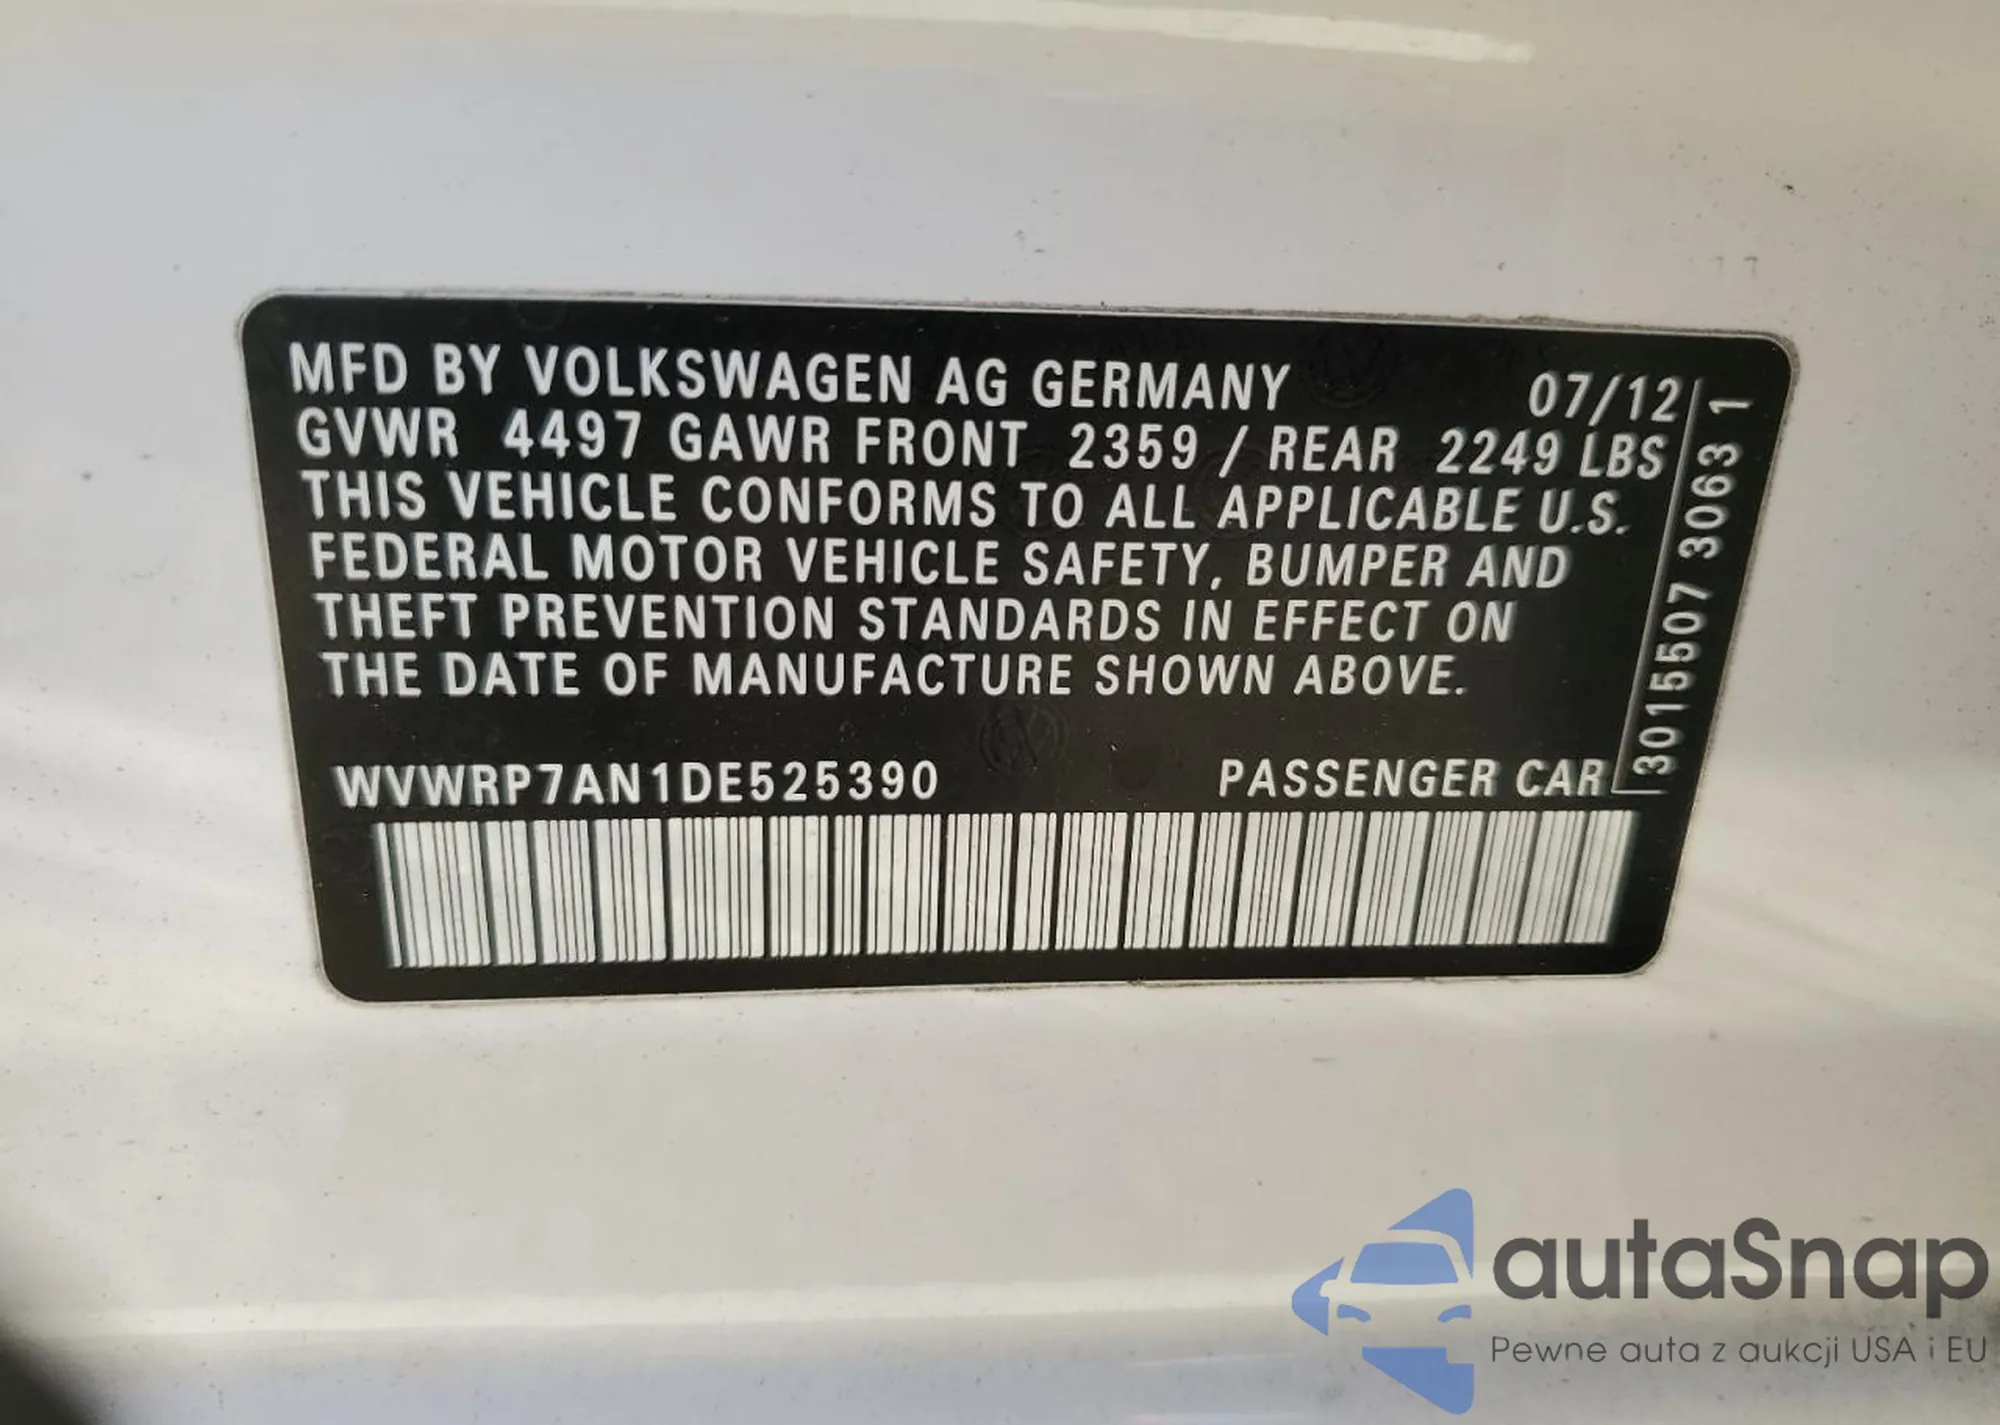 MFD BY VOLKSWAGEN AG GERMANY 07/12
GVWR 4497 GAWR FRONT 2359 / REAR 2249 LBS
THIS VEHICLE CONFORMS TO ALL APPLICABLE U.S.
FEDERAL MOTOR VEHICLE SAFETY, BUMPER AND
THEFT PREVENTION STANDARDS IN EFFECT ON
THE DATE OF MANUFACTURE SHOWN ABOVE.
WVWRP7AN1DE525390 PASSENGER CAR
3015507 3063 1
autaSnap
Pewne auta z aukcji USA i EU